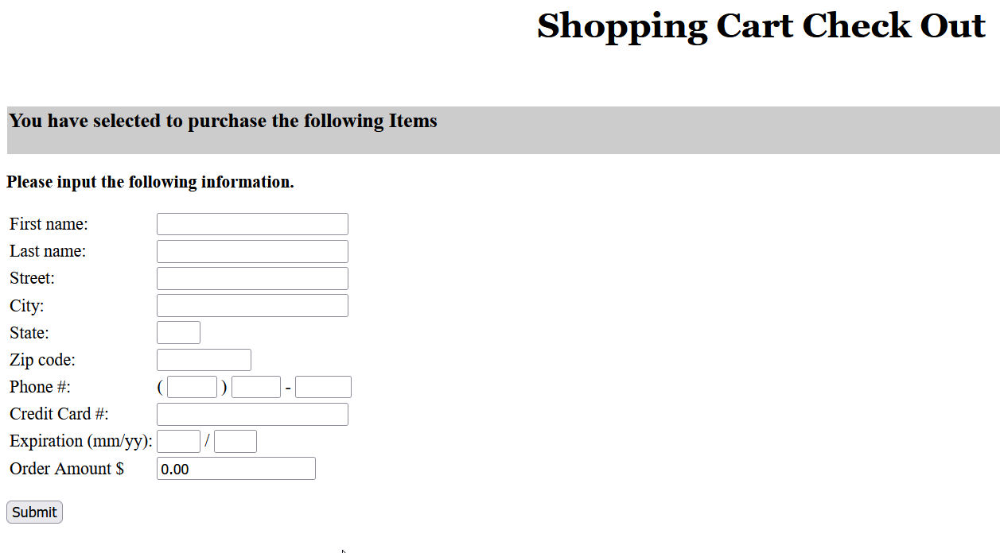 Shopping Cart Check Out
You have selected to purchase the following Items
Please input the following information.
First name:
Last name:
Street:
City:
State:
Zip code:
Phone #: ( ) -
Credit Card #:
Expiration (mm/yy): /
Order Amount $ 0.00
Submit